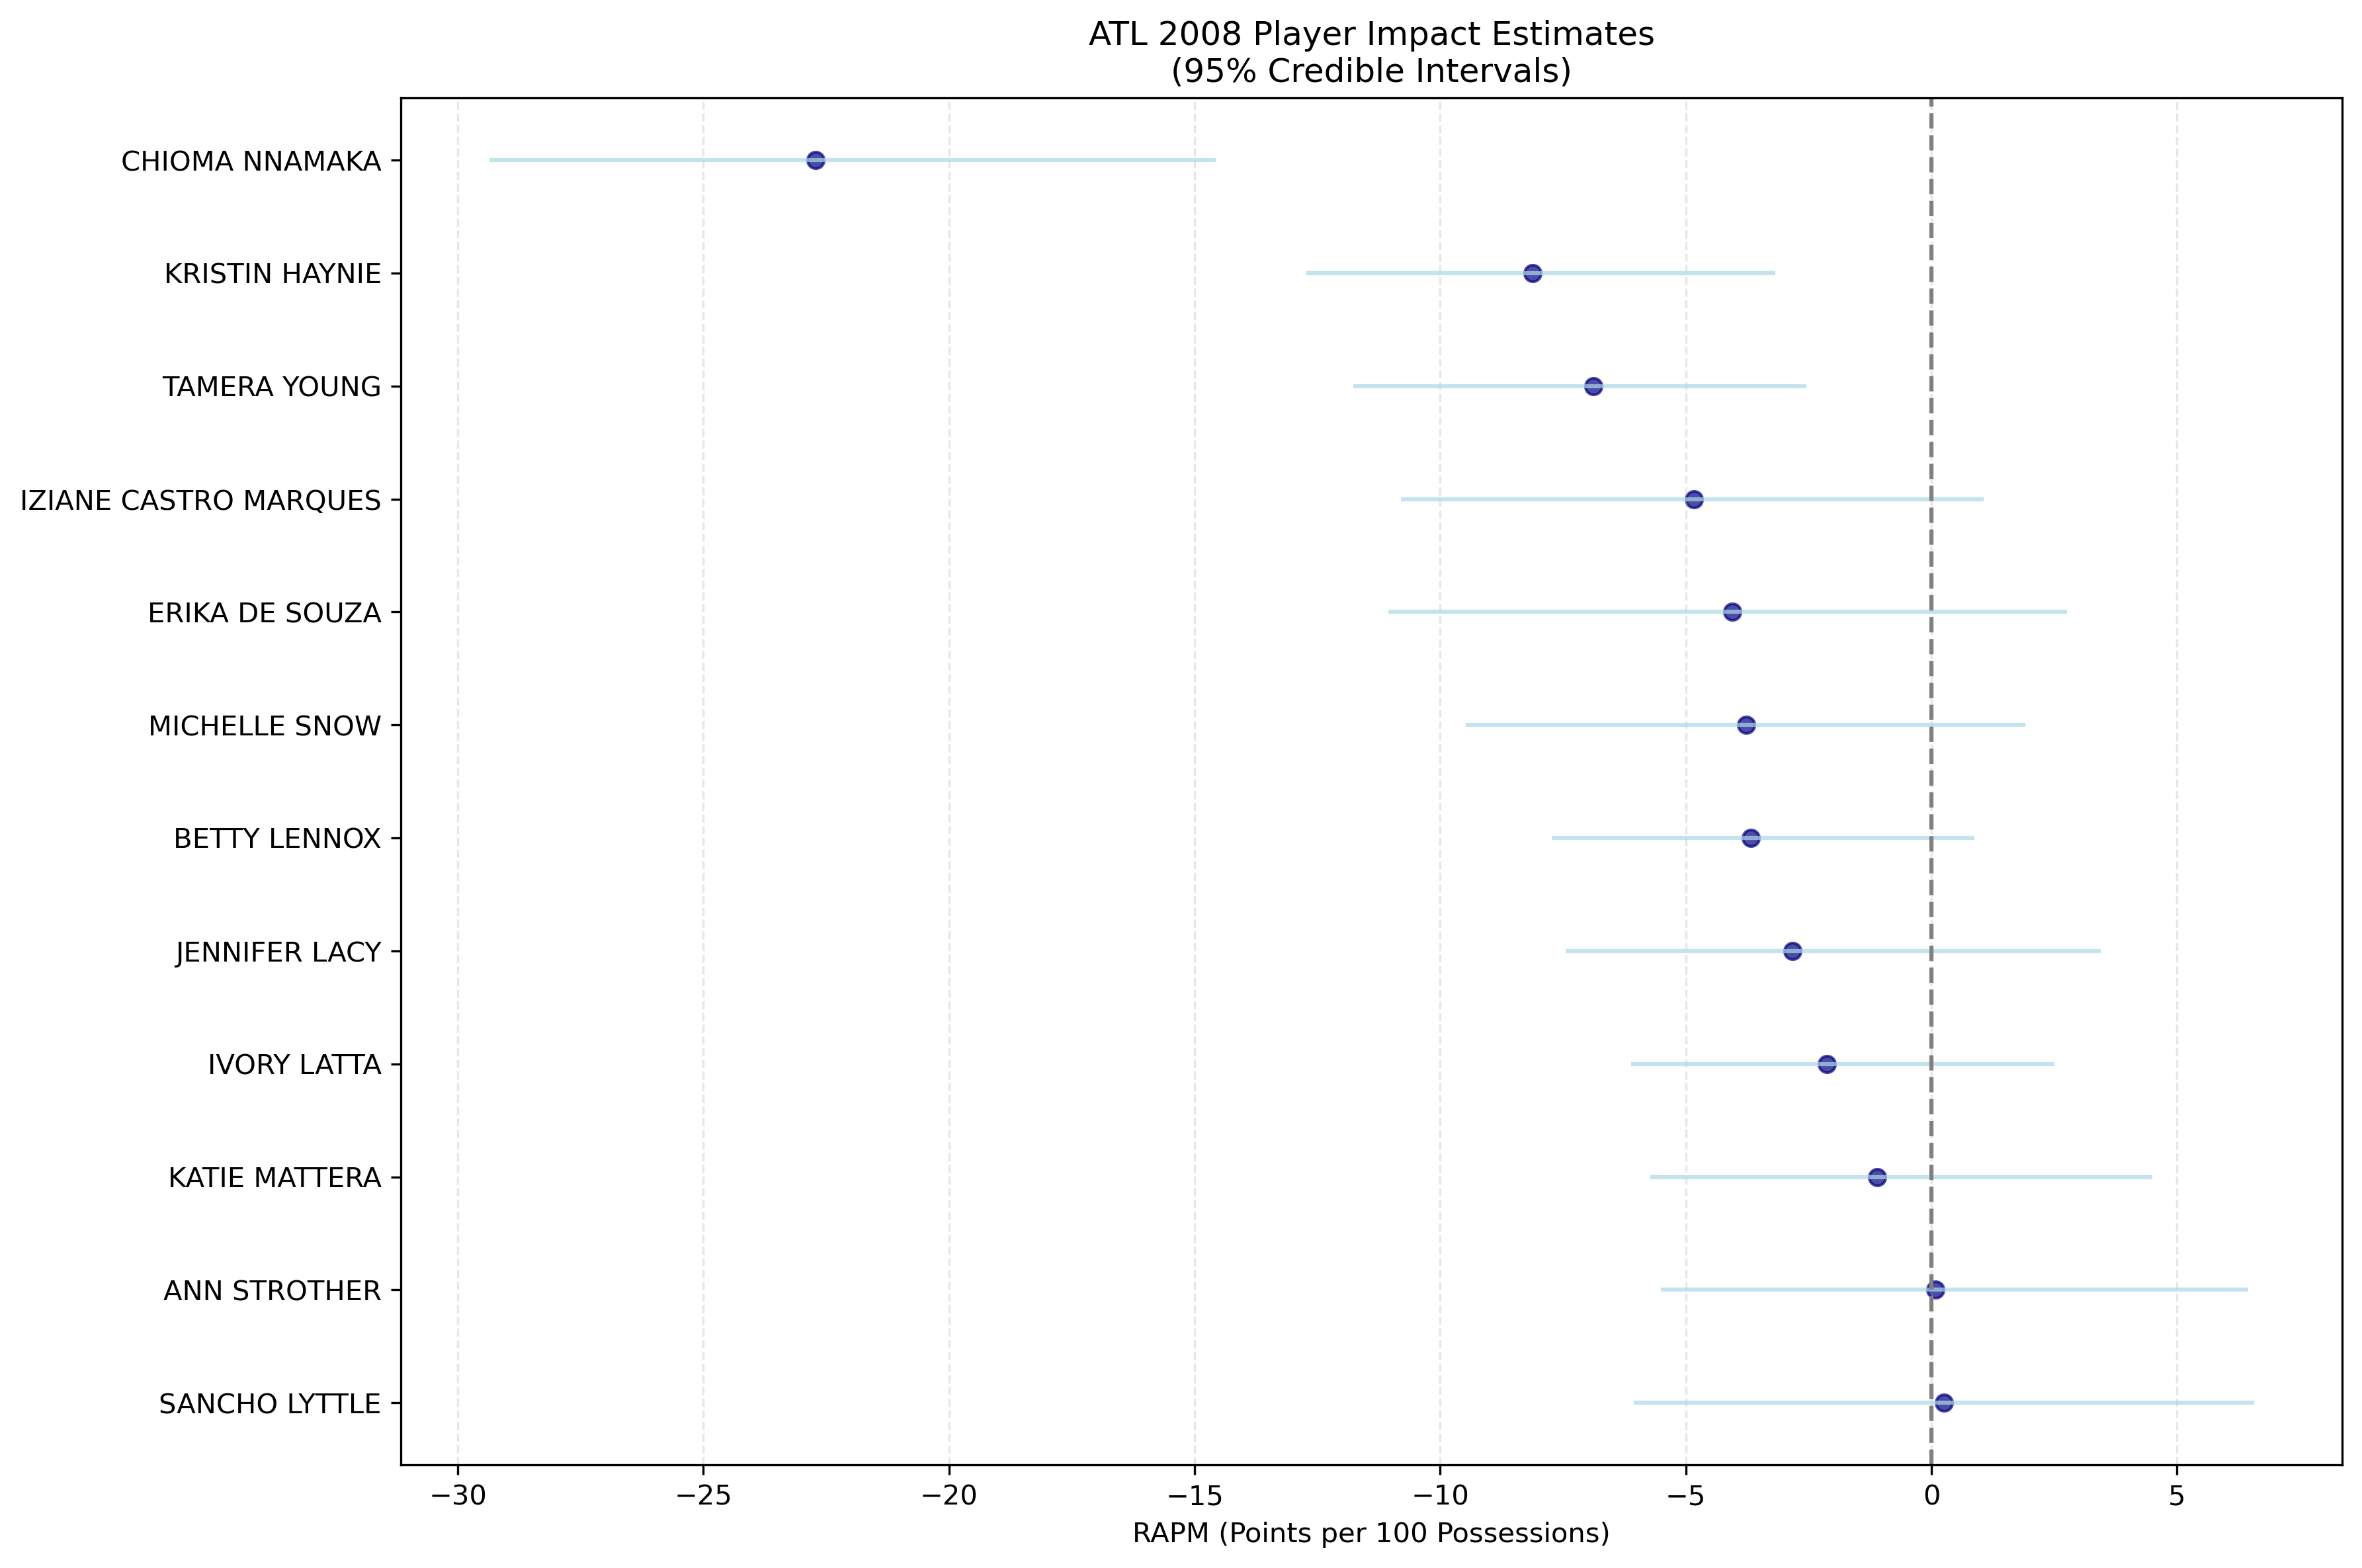 ATL 2008 Player Impact Estimates
(95% Credible Intervals)
CHIOMA NNAMAKA
KRISTIN HAYNIE
TAMERA YOUNG
IZIANE CASTRO MARQUES
ERIKA DE SOUZA
MICHELLE SNOW
BETTY LENNOX
JENNIFER LACY
IVORY LATTA
KATIE MATTERA
ANN STROTHER
SANCHO LYTTLE
−30 −25 −20 −15 −10 −5 0 5
RAPM (Points per 100 Possessions)